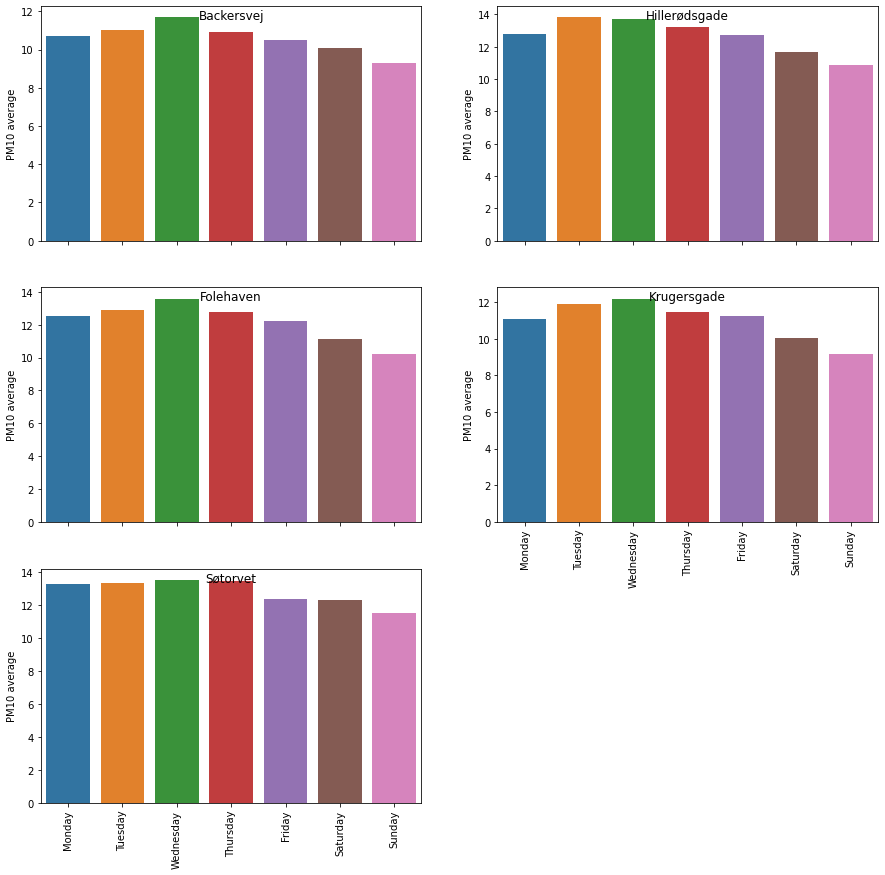 Backersvej
PM10 average
12
10
8
6
4
2
0
Hillerødsgade
PM10 average
14
12
10
8
6
4
2
0
Folehaven
PM10 average
14
12
10
8
6
4
2
0
Krugersgade
PM10 average
12
10
8
6
4
2
0
Monday
Tuesday
Wednesday
Thursday
Friday
Saturday
Sunday
Søtorvet
PM10 average
14
12
10
8
6
4
2
0
Monday
Tuesday
Wednesday
Thursday
Friday
Saturday
Sunday